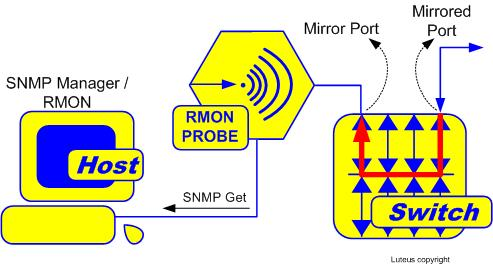 Mirror Port
Mirrored
Port
SNMP Manager /
RMON
RMON
PROBE
Host
SNMP Get
Switch
Luteus copyright